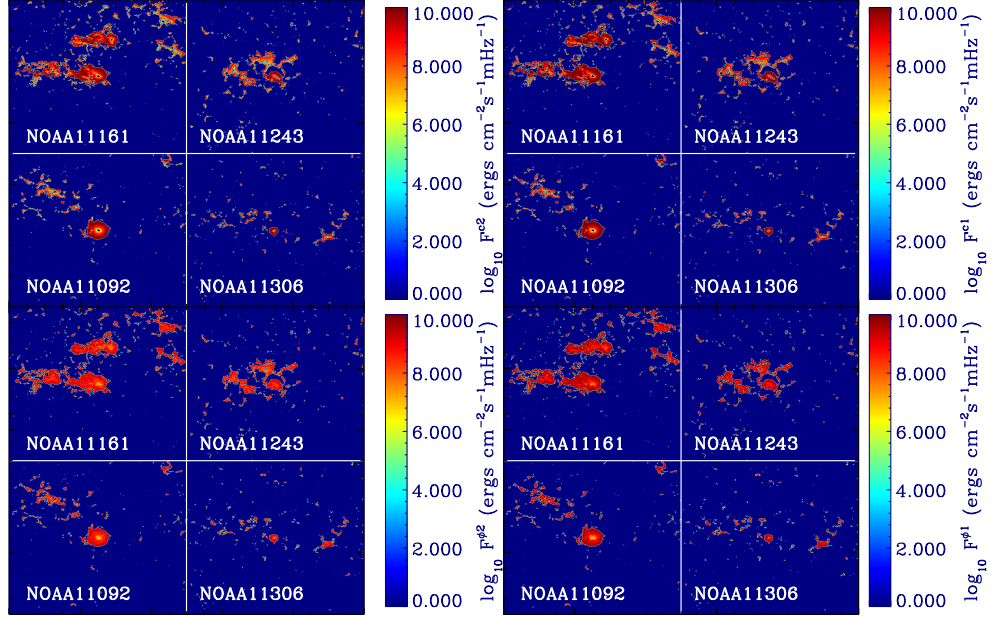 NOAA11161 NOAA11243
NOAA11092 NOAA11306
10.000
8.000
6.000
4.000
2.000
0.000
log10 F^c2 (ergs cm−2s−1mHz−1)
NOAA11161 NOAA11243
NOAA11092 NOAA11306
10.000
8.000
6.000
4.000
2.000
0.000
log10 F^c1 (ergs cm−2s−1mHz−1)
NOAA11161 NOAA11243
NOAA11092 NOAA11306
10.000
8.000
6.000
4.000
2.000
0.000
log10 F^ϕ2 (ergs cm−2s−1mHz−1)
NOAA11161 NOAA11243
NOAA11092 NOAA11306
10.000
8.000
6.000
4.000
2.000
0.000
log10 F^ϕ1 (ergs cm−2s−1mHz−1)